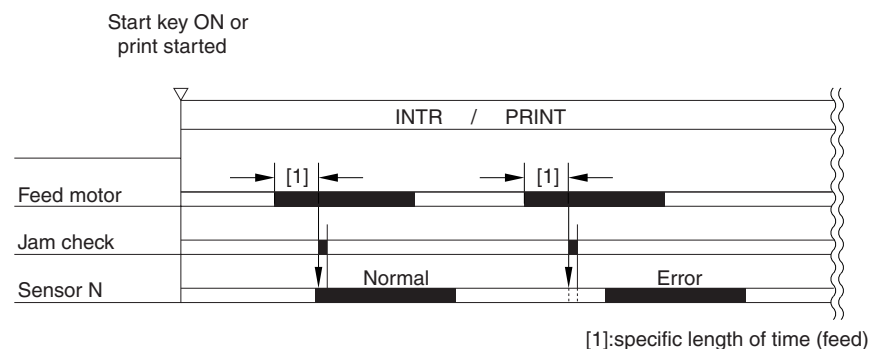 Start key ON or
print started
INTR / PRINT
[1] [1]
Feed motor
Jam check
Normal Error
Sensor N
[1]:specific length of time (feed)